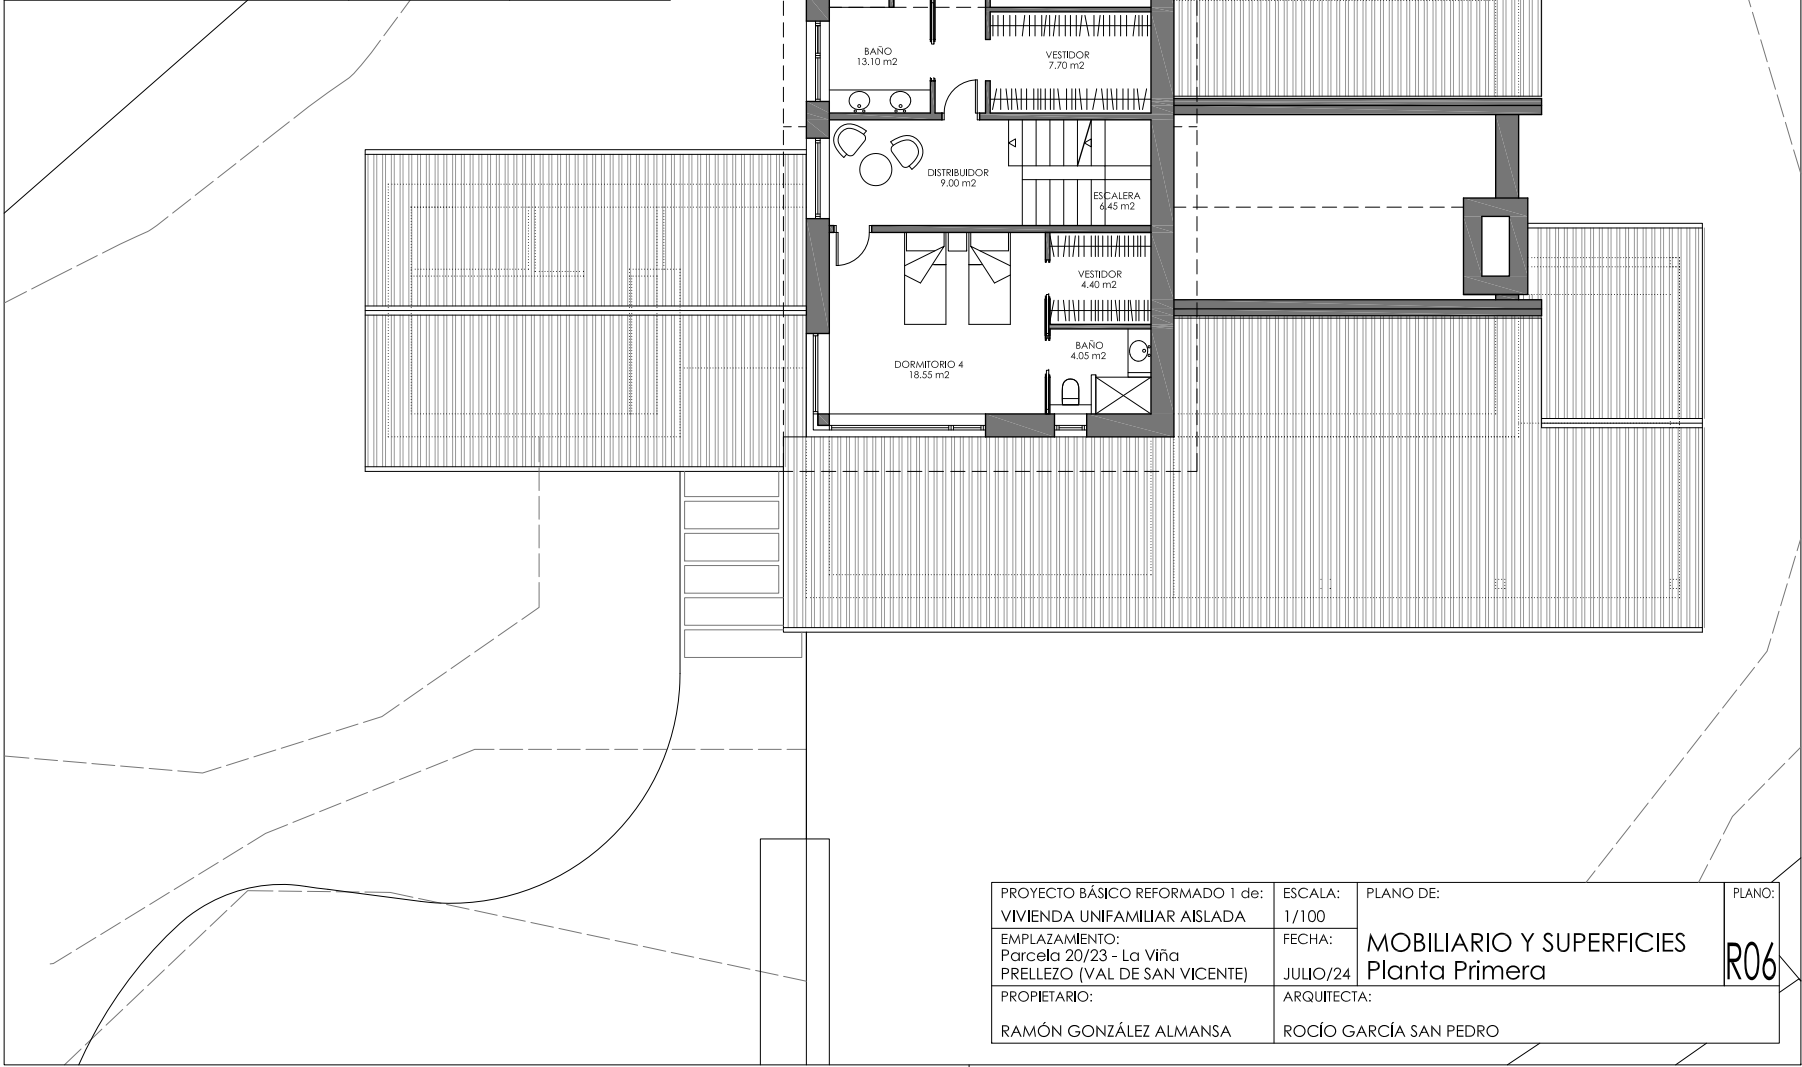 BAÑO
13.10 m2
VESTIDOR
7.70 m2
DISTRIBUIDOR
9.00 m2
ESCALERA
6.45 m2
VESTIDOR
4.40 m2
BAÑO
4.05 m2
DORMITORIO 4
18.55 m2
PROYECTO BÁSICO REFORMADO 1 de:
VIVIENDA UNIFAMILIAR AISLADA
ESCALA:
1/100
PLANO DE:
MOBILIARIO Y SUPERFICIES
Planta Primera
PLANO:
R06
EMPLAZAMIENTO:
Parcela 20/23 - La Viña
PRELLEZO (VAL DE SAN VICENTE)
FECHA:
JULIO/24
PROPIETARIO:
RAMÓN GONZÁLEZ ALMANSA
ARQUITECTA:
ROCÍO GARCÍA SAN PEDRO